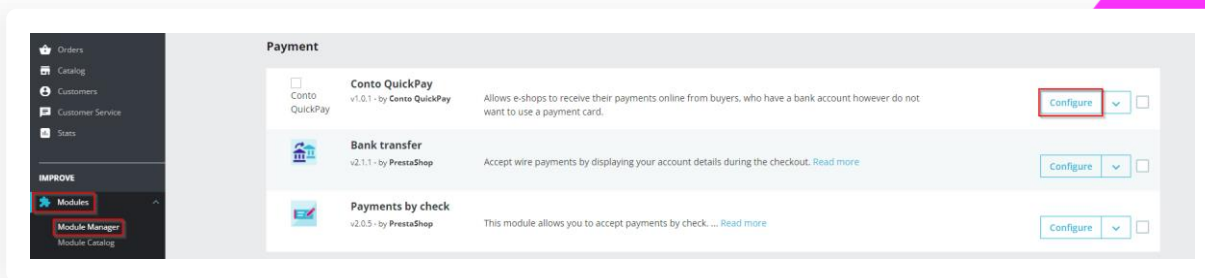 Orders
Catalog
Customers
Customer Service
Stats
IMPROVE
Modules
Module Manager
Module Catalog
Payment
Conto
QuickPay
Conto QuickPay
v1.0.1 - by Conto QuickPay
Allows e-shops to receive their payments online from buyers, who have a bank account however do not
want to use a payment card.
Configure
Bank transfer
v2.1.1 - by PrestaShop
Accept wire payments by displaying your account details during the checkout. Read more
Configure
Payments by check
v2.0.5 - by PrestaShop
This module allows you to accept payments by check. ... Read more
Configure